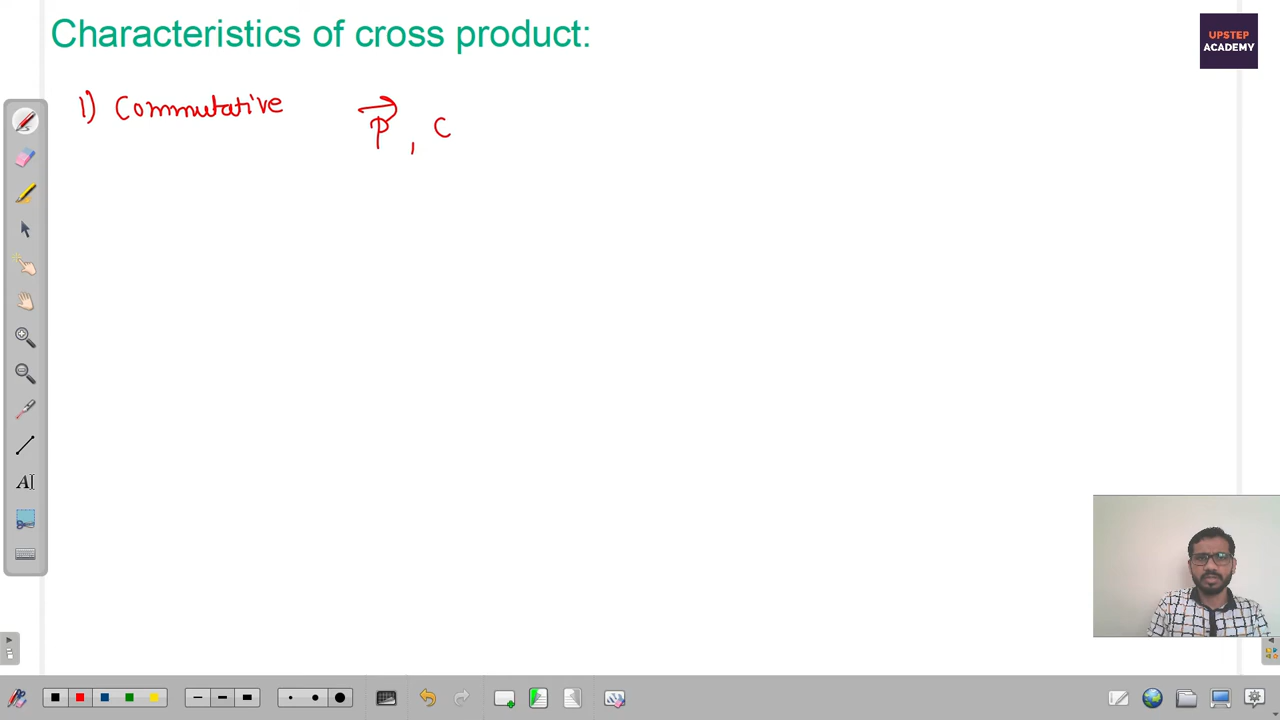 Characteristics of cross product:
UPSTEP
ACADEMY
1) Commutative
P , C
A